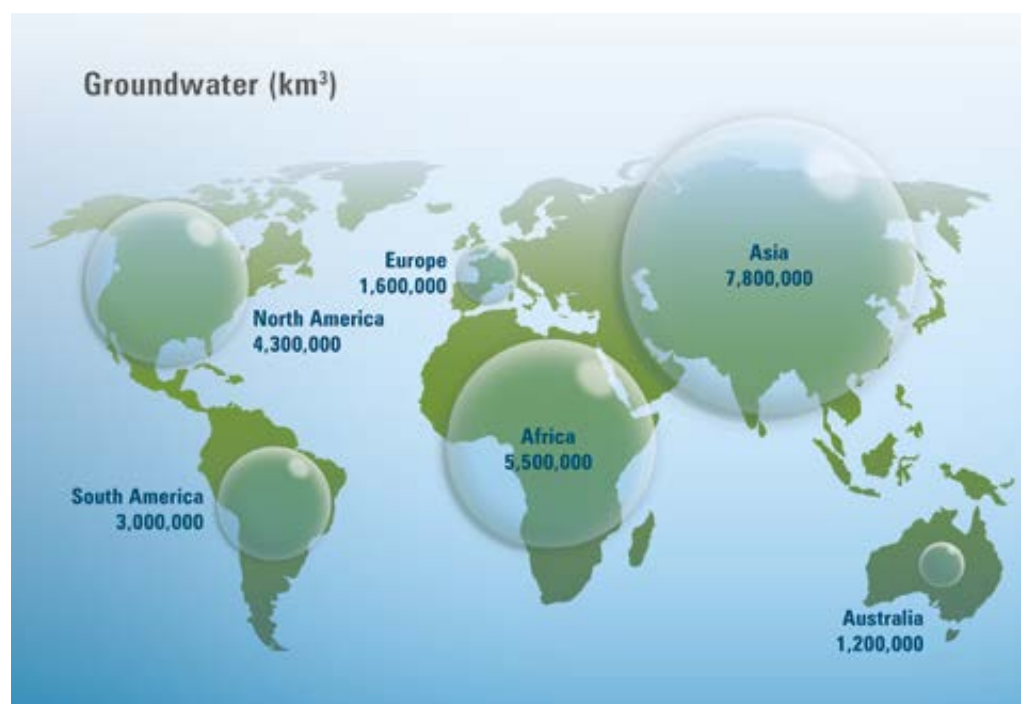 Groundwater (km³)
Asia
7,800,000
Europe
1,600,000
North America
4,300,000
Africa
5,500,000
South America
3,000,000
Australia
1,200,000